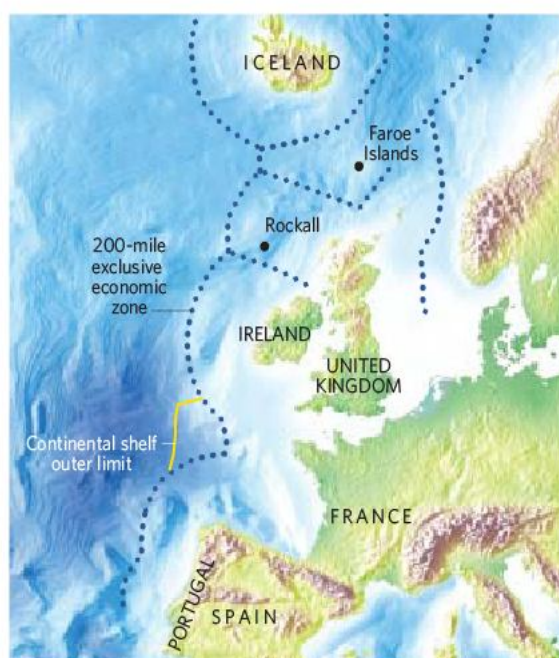 ICELAND
Faroe
Islands
Rockall
200-mile
exclusive
economic
zone
IRELAND
UNITED
KINGDOM
Continental shelf
outer limit
FRANCE
PORTUGAL
SPAIN